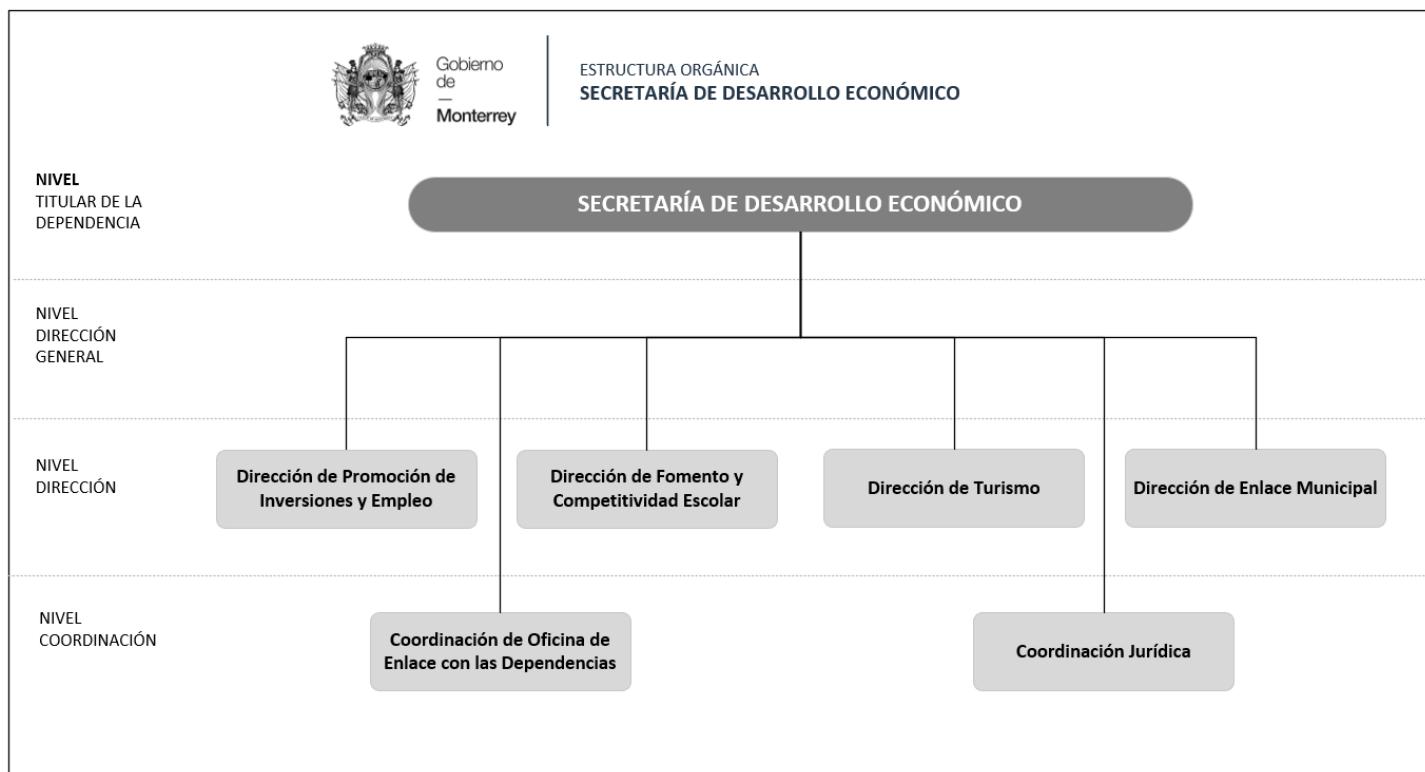 Gobierno
de
—
Monterrey
ESTRUCTURA ORGÁNICA
SECRETARÍA DE DESARROLLO ECONÓMICO
NIVEL
TITULAR DE LA
DEPENDENCIA
SECRETARÍA DE DESARROLLO ECONÓMICO
NIVEL
DIRECCIÓN
GENERAL
NIVEL
DIRECCIÓN
Dirección de Promoción de
Inversiones y Empleo
Dirección de Fomento y
Competitividad Escolar
Dirección de Turismo
Dirección de Enlace Municipal
NIVEL
COORDINACIÓN
Coordinación de Oficina de
Enlace con las Dependencias
Coordinación Jurídica